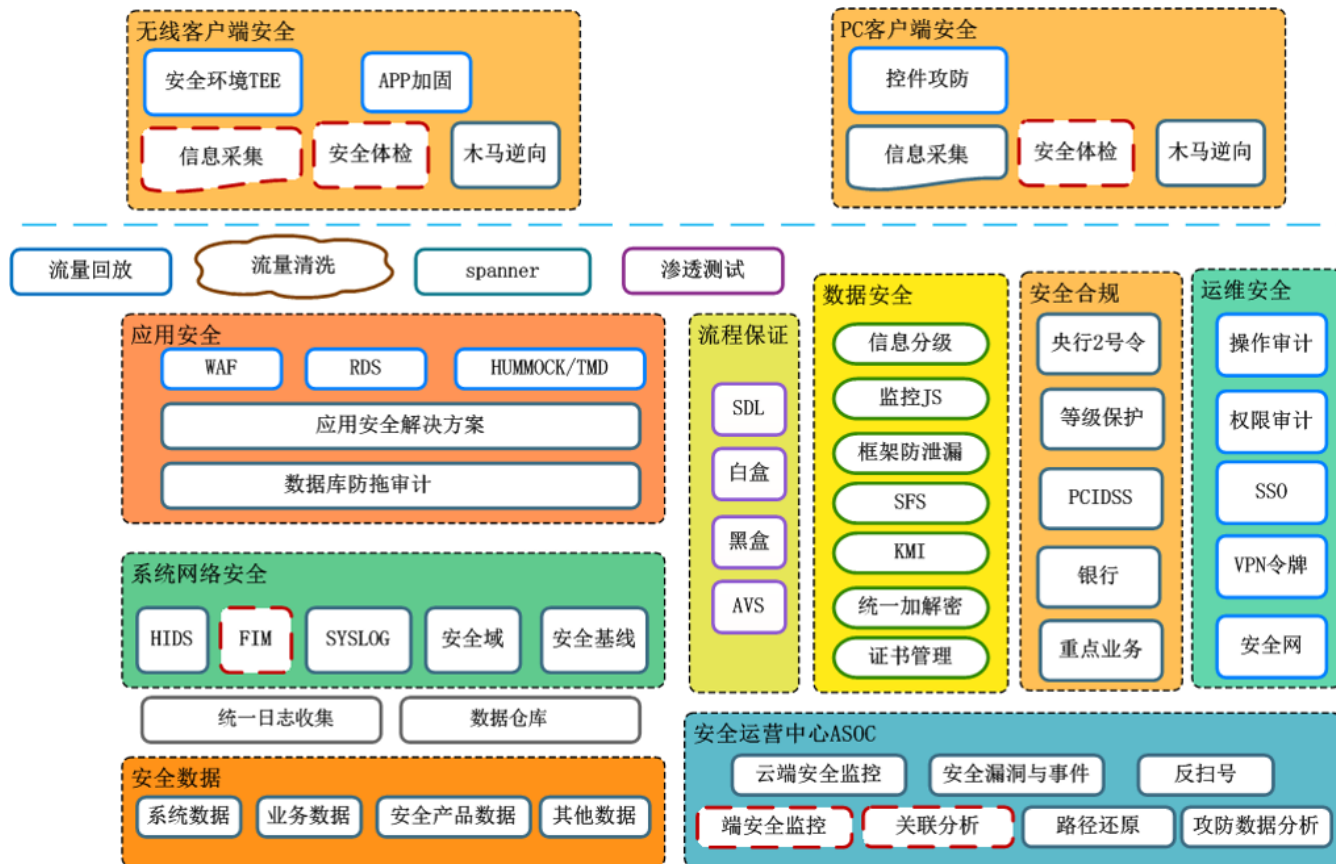 无线客户端安全
安全环境TEE
APP加固
信息采集
安全体检
木马逆向
PC客户端安全
控件攻防
信息采集
安全体检
木马逆向
流量回放
流量清洗
spanner
渗透测试
应用安全
WAF
RDS
HUMMOCK/TMD
应用安全解决方案
数据库防拖审计
系统网络安全
HIDS
FIM
SYSLOG
安全域
安全基线
统一日志收集
数据仓库
安全数据
系统数据
业务数据
安全产品数据
其他数据
流程保证
SDL
白盒
黑盒
AVS
数据安全
信息分级
监控JS
框架防泄漏
SFS
KMI
统一加解密
证书管理
安全合规
央行2号令
等级保护
PCIDSS
银行
重点业务
运维安全
操作审计
权限审计
SSO
VPN令牌
安全网
安全运营中心ASOC
云端安全监控
安全漏洞与事件
反扫号
端安全监控
关联分析
路径还原
攻防数据分析